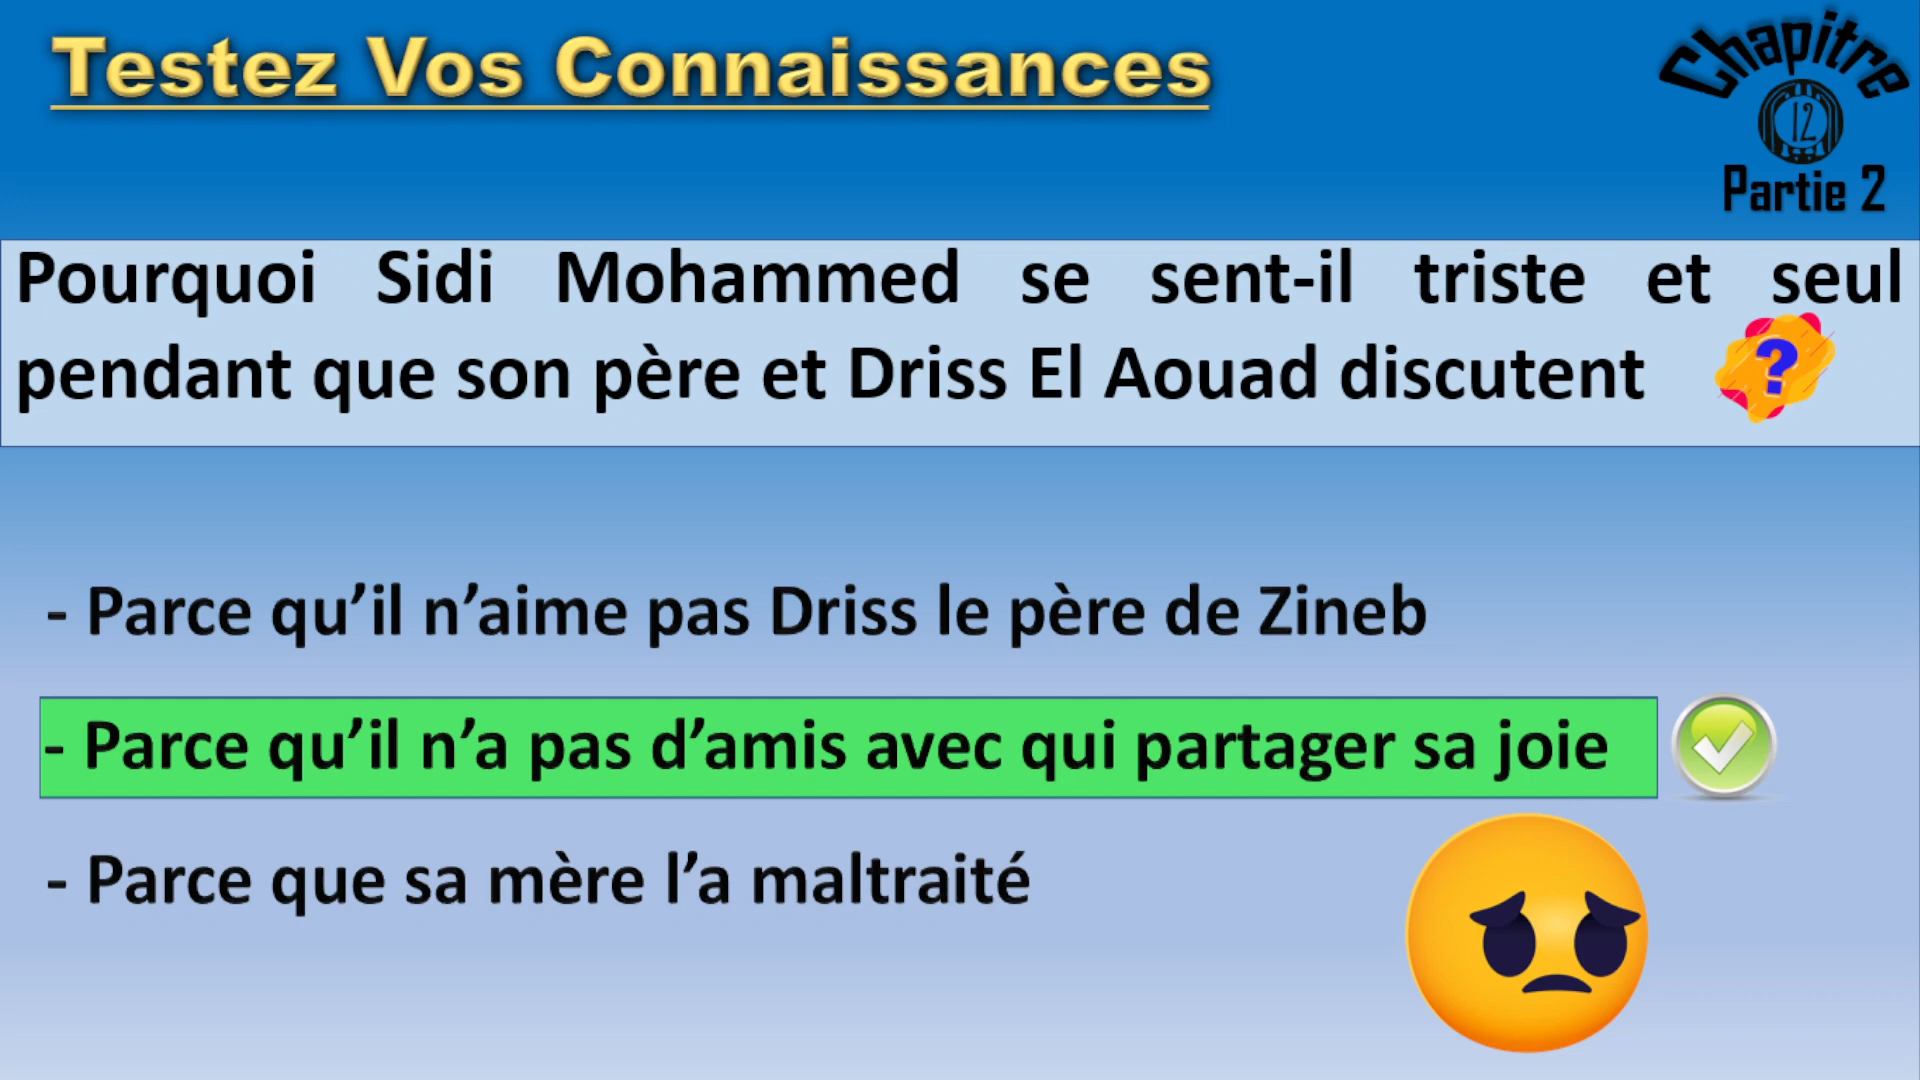 Testez Vos Connaissances
Chapitre
12
Partie 2
Pourquoi Sidi Mohammed se sent-il triste et seul
pendant que son père et Driss El Aouad discutent ?
- Parce qu’il n’aime pas Driss le père de Zineb
- Parce qu’il n’a pas d’amis avec qui partager sa joie
- Parce que sa mère l’a maltraité